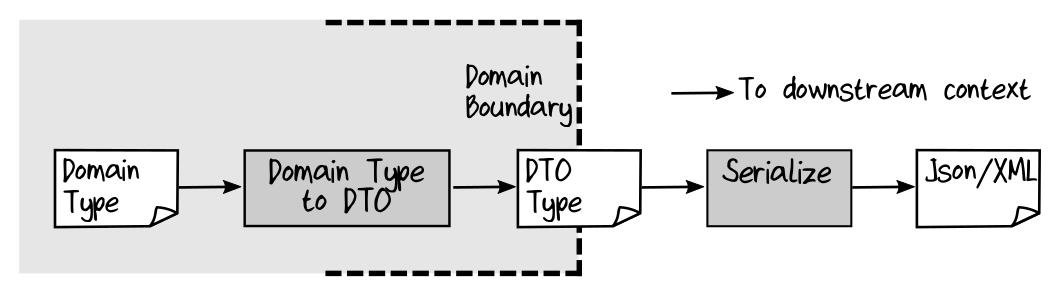 Domain
Boundary
To downstream context
Domain
Type
Domain Type
to DTO
DTO
Type
Serialize
Json/XML